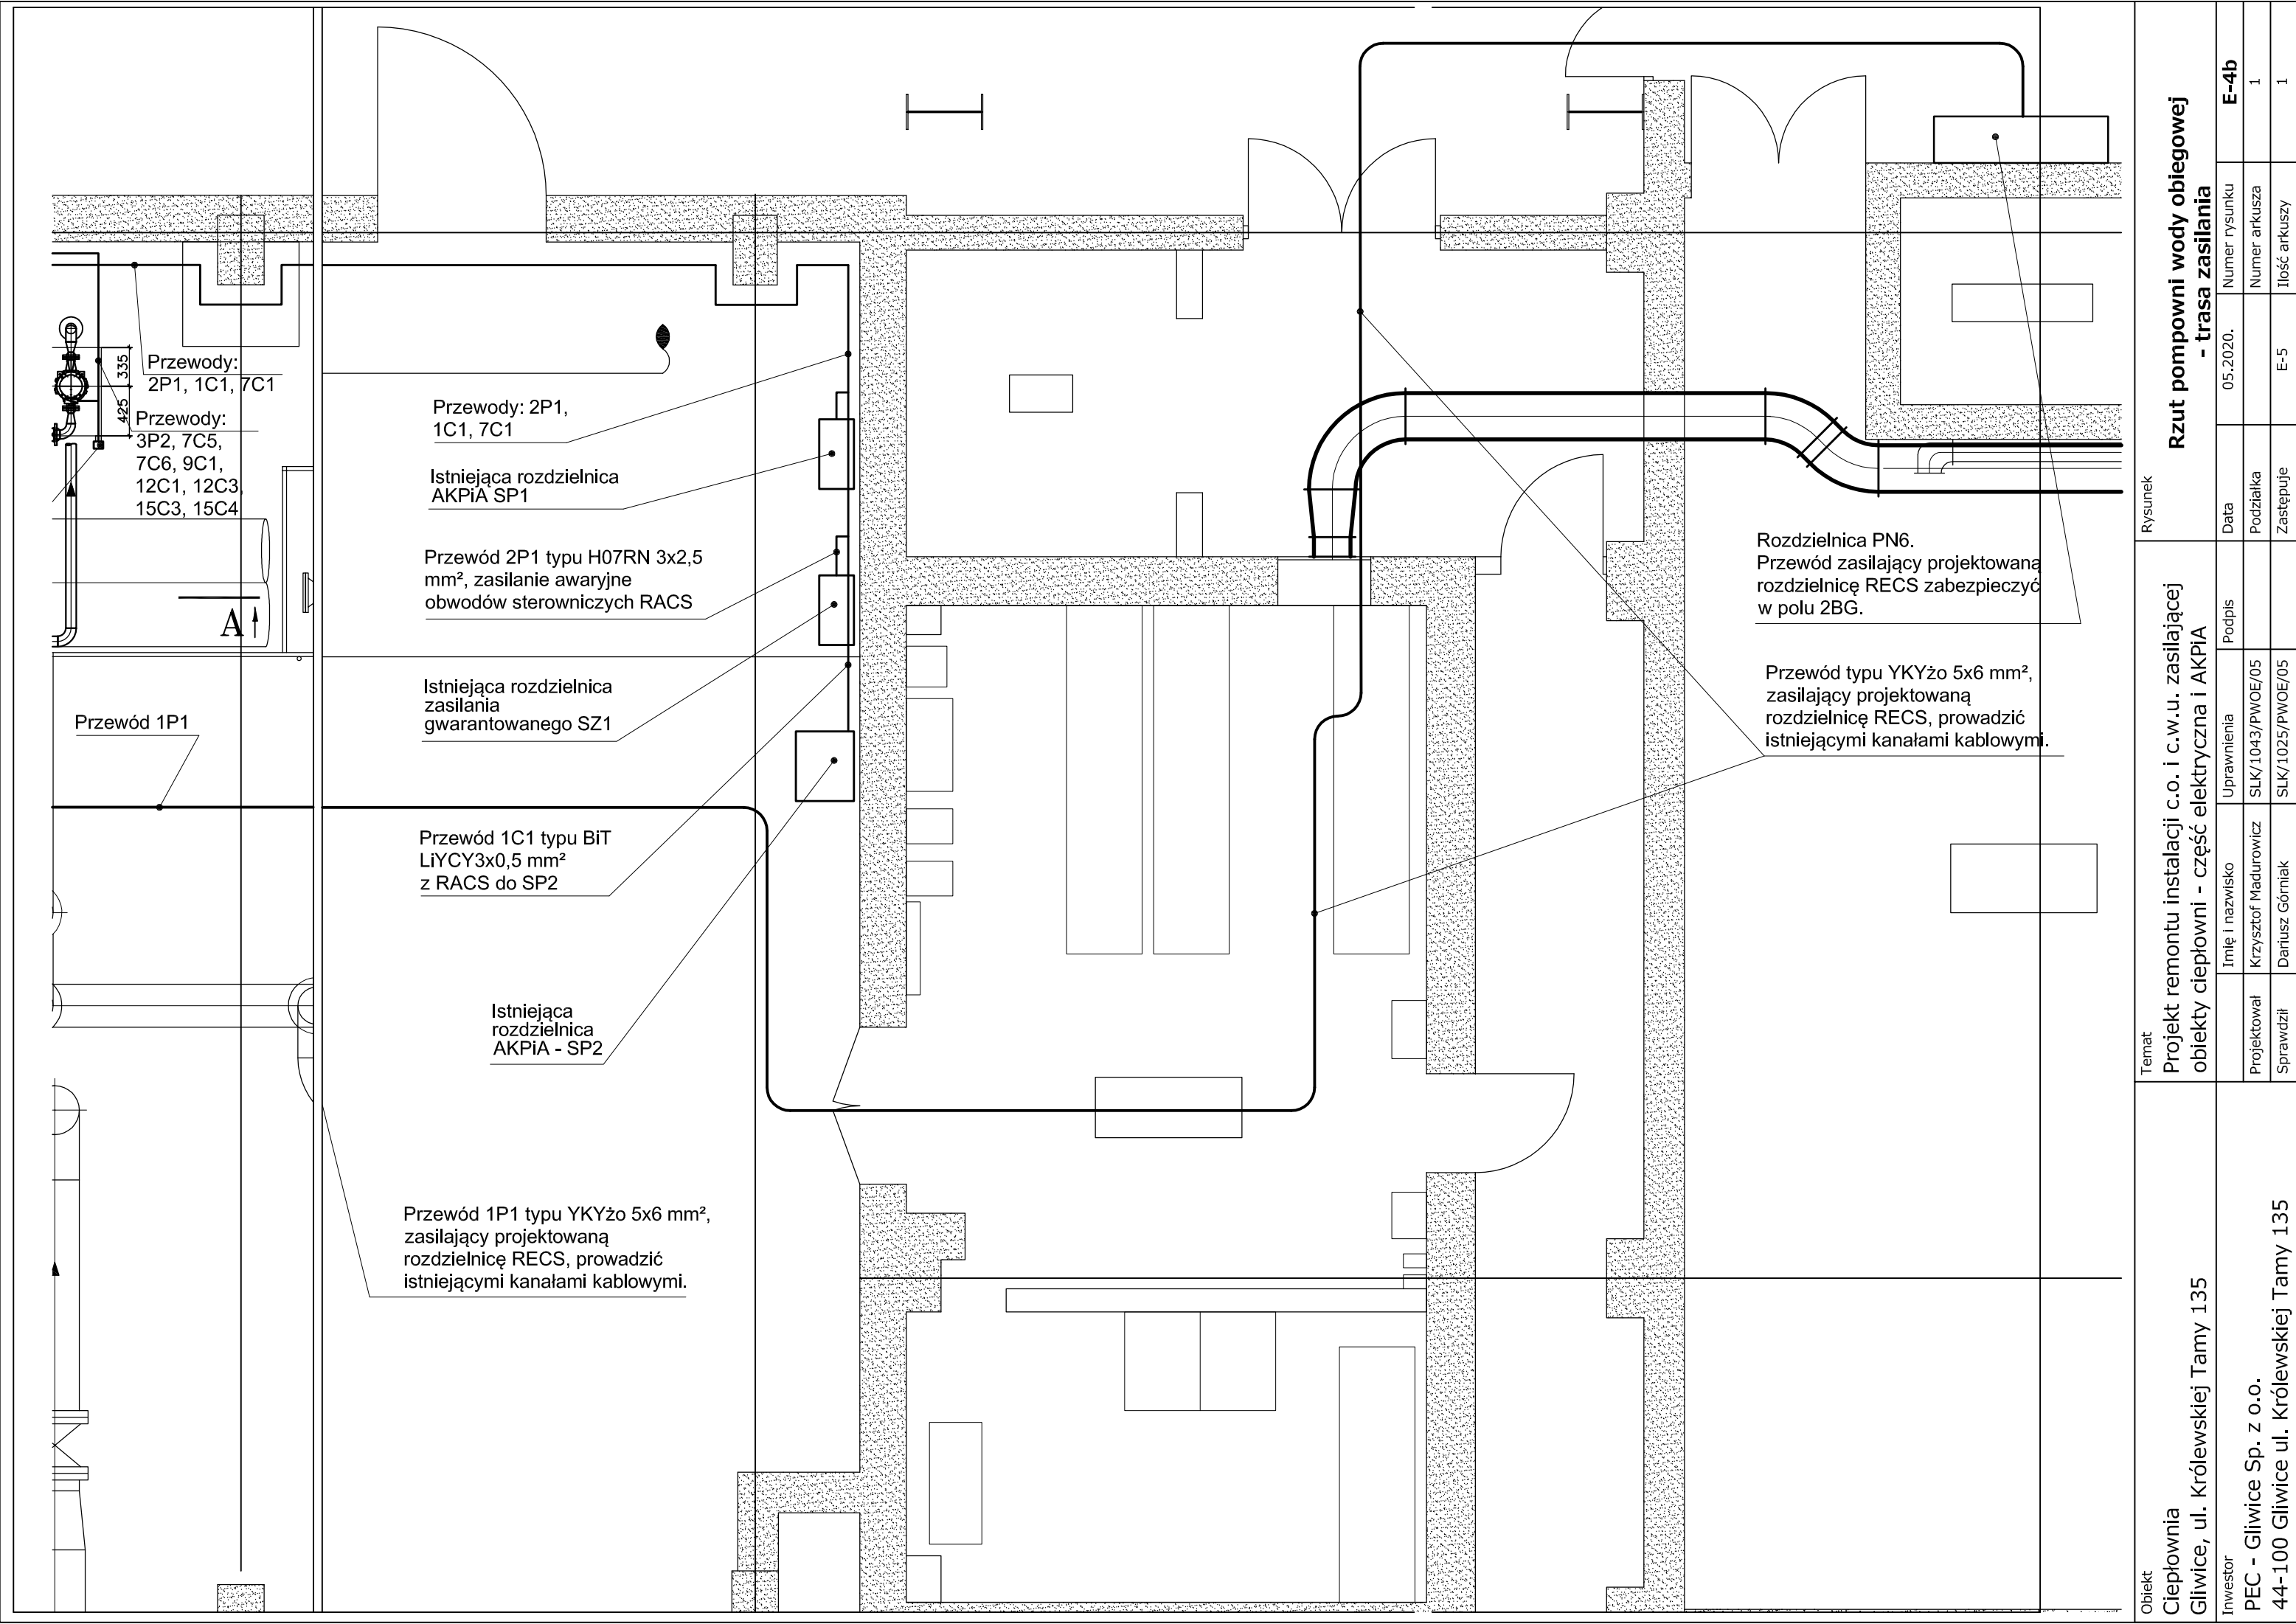 Przewody:
2P1, 1C1, 7C1
335
425
Przewody:
3P2, 7C5,
7C6, 9C1,
12C1, 12C3,
15C3, 15C4
A
Przewód 1P1
Przewody: 2P1,
1C1, 7C1
Istniejąca rozdzielnica
AKPiA SP1
Przewód 2P1 typu H07RN 3x2,5
mm², zasilanie awaryjne
obwodów sterowniczych RACS
Istniejąca rozdzielnica
zasilania
gwarantowanego SZ1
Przewód 1C1 typu BiT
LiYCY3x0,5 mm²
z RACS do SP2
Istniejąca
rozdzielnica
AKPiA - SP2
Przewód 1P1 typu YKYżo 5x6 mm²,
zasilający projektowaną
rozdzielnicę RECS, prowadzić
istniejącymi kanałami kablowymi.
Rozdzielnica PN6.
Przewód zasilający projektowaną
rozdzielnicę RECS zabezpieczyć
w polu 2BG.
Przewód typu YKYżo 5x6 mm²,
zasilający projektowaną
rozdzielnicę RECS, prowadzić
istniejącymi kanałami kablowymi.
Obiekt
Ciepłownia
Gliwice, ul. Królewskiej Tamy 135
Inwestor
PEC - Gliwice Sp. z o.o.
44-100 Gliwice ul. Królewskiej Tamy 135
Temat
Projekt remontu instalacji c.o. i c.w.u. zasilającej
obiekty ciepłowni - część elektryczna i AKPiA
Imię i nazwisko
Uprawnienia
Podpis
Projektował
Krzysztof Madurowicz
SLK/1043/PWOE/05
Sprawdził
Dariusz Górniak
SLK/1025/PWOE/05
Rysunek
Rzut pompowni wody obiegowej
- trasa zasilania
Data
05.2020.
Numer rysunku
E-4b
Podziałka
Numer arkusza
1
Zastępuje
E-5
Ilość arkuszy
1